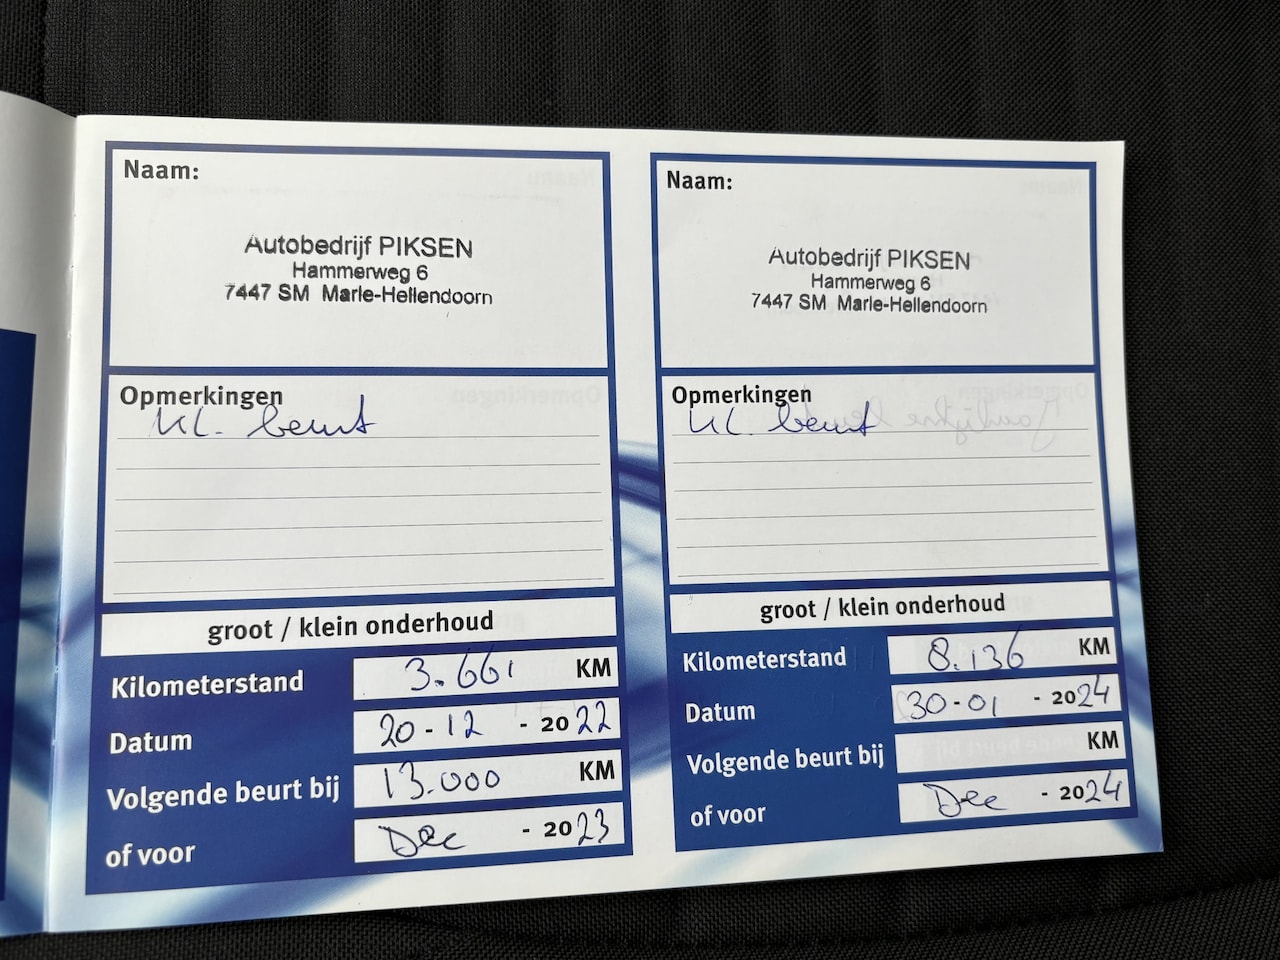 Naam:
Autobedrijf PIKSEN
Hammerweg 6
7447 SM Marle-Hellendoorn
Opmerkingen
Kl. beurt
groot / klein onderhoud
Kilometerstand 3.661 KM
Datum 20-12 - 2022
Volgende beurt bij 13.000 KM
of voor Dec - 2023
Naam:
Autobedrijf PIKSEN
Hammerweg 6
7447 SM Marle-Hellendoorn
Opmerkingen
Kl. beurt
groot / klein onderhoud
Kilometerstand 8.136 KM
Datum 30-01 - 2024
Volgende beurt bij KM
of voor Dec - 2024